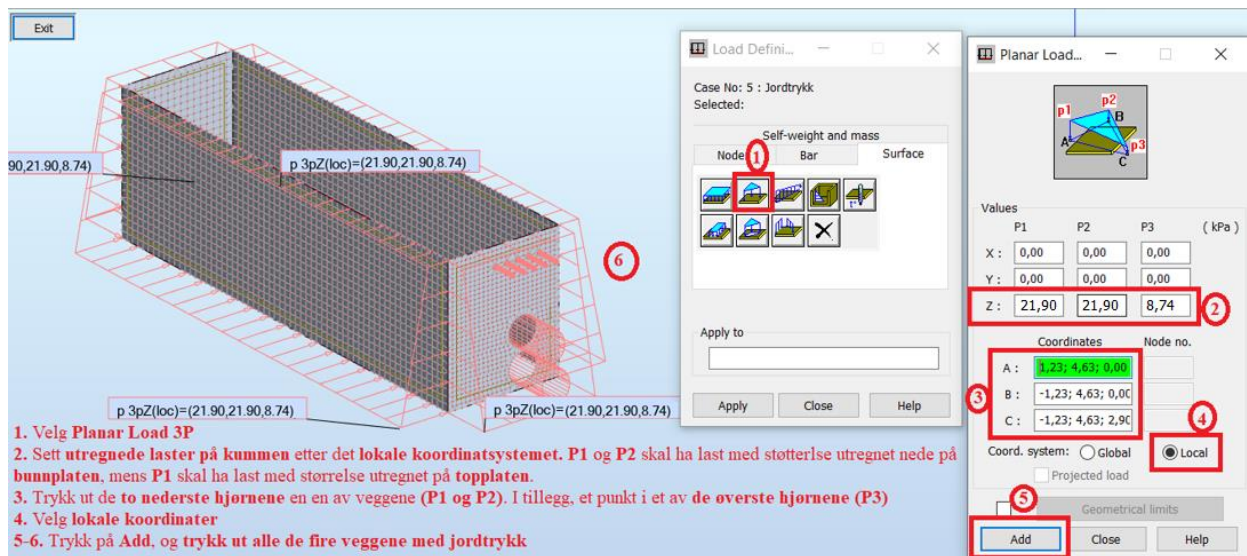 Exit
90,21.90,8.74)
p 3pZ(loc)=(21.90,21.90,8.74)
6
p 3pZ(loc)=(21.90,21.90,8.74)
p 3pZ(loc)=(21.90,21.90,8.74)
1. Velg Planar Load 3P
2. Sett utregnede laster på kummen etter det lokale koordinatsystemet. P1 og P2 skal ha last med støtterlse utregnet nede på
bunnplaten, mens P1 skal ha last med størrelse utregnet på topplaten.
3. Trykk ut de to nederste hjørnene en en av veggene (P1 og P2). I tillegg, et punkt i et av de øverste hjørnene (P3)
4. Velg lokale koordinater
5-6. Trykk på Add, og trykk ut alle de fire veggene med jordtrykk
Load Defini...
Case No: 5 : Jordtrykk
Selected:
Self-weight and mass
Node Bar Surface
1
Apply to
Apply Close Help
Planar Load...
p1 p2 p3 A B C
Values
P1 P2 P3 ( kPa )
X : 0,00 0,00 0,00
Y : 0,00 0,00 0,00
Z : 21,90 21,90 8,74
2
Coordinates Node no.
A : 1,23; 4,63; 0,00
B : -1,23; 4,63; 0,00
C : -1,23; 4,63; 2,90
3
4
Coord. system: Global Local
Projected load
5
Geometrical limits
Add Close Help